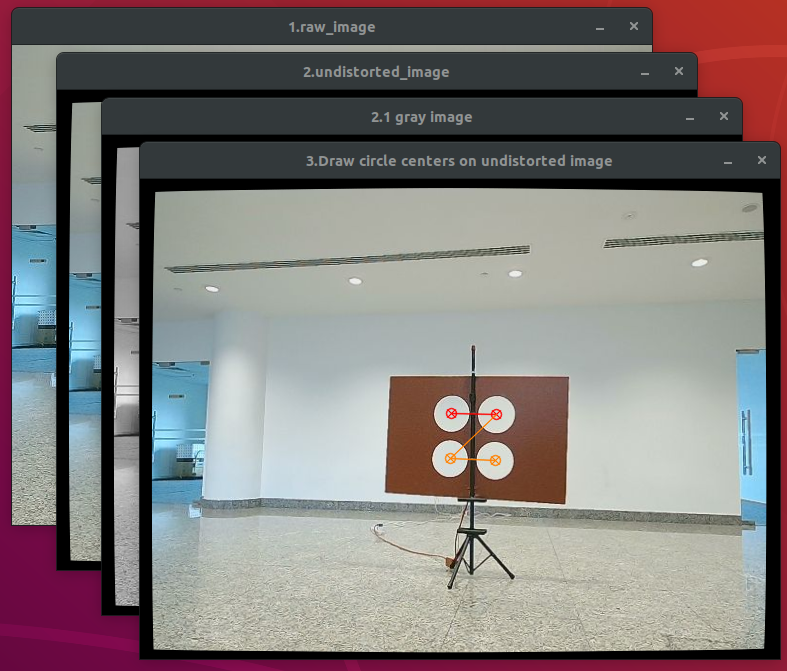 1.raw_image
2.undistorted_image
2.1 gray image
3.Draw circle centers on undistorted image